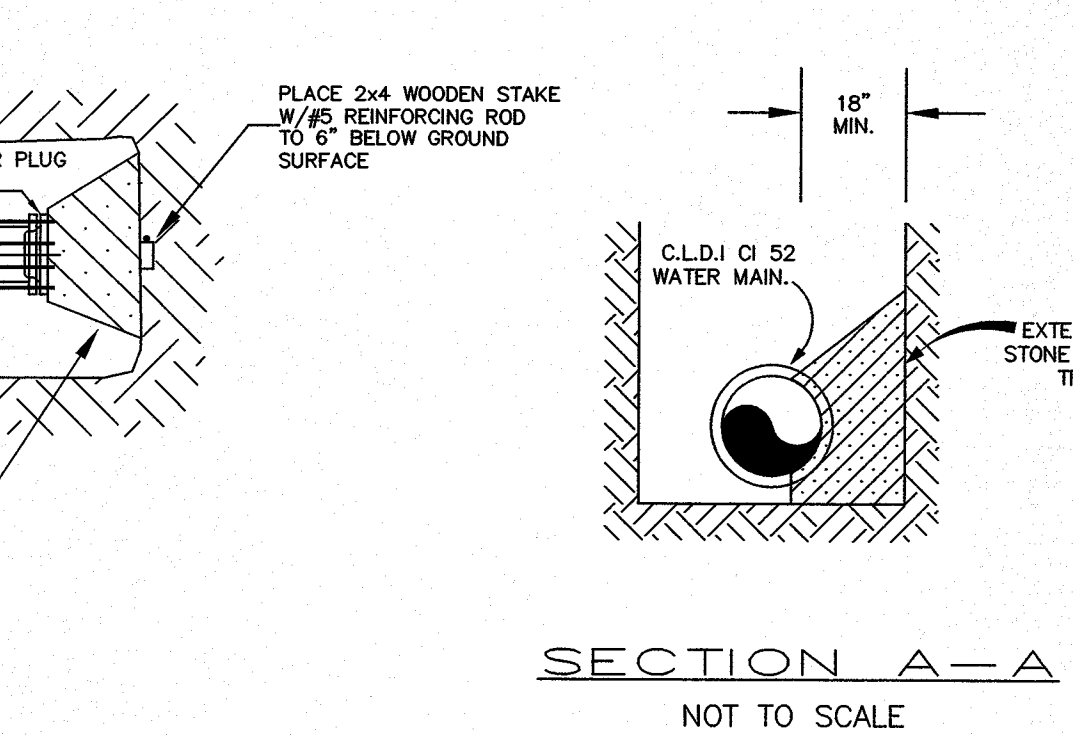 PLACE 2x4 WOODEN STAKE
W/#5 REINFORCING ROD
TO 6" BELOW GROUND
SURFACE
PLUG
18"
MIN.
C.L.D.I CI 52
WATER MAIN.
STONE
SECTION A-A
NOT TO SCALE